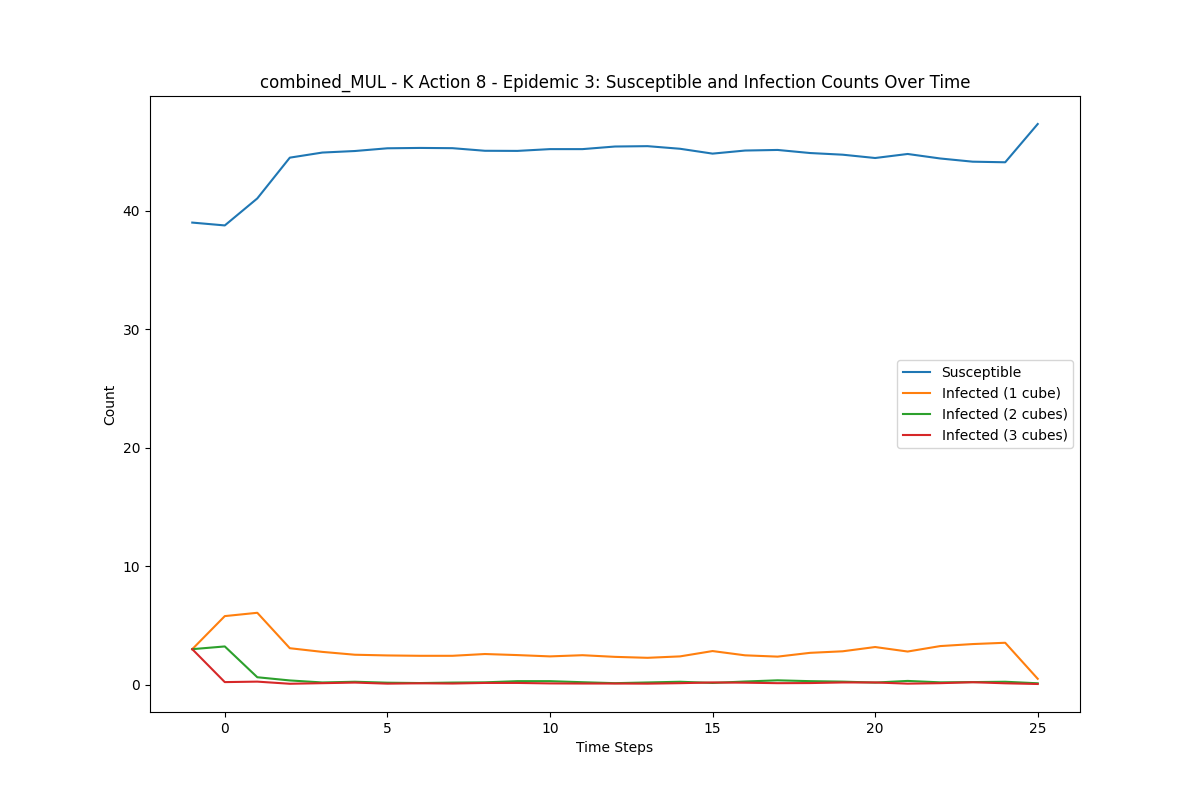 combined_MUL - K Action 8 - Epidemic 3: Susceptible and Infection Counts Over Time
Count
40
30
20
10
0
Susceptible
Infected (1 cube)
Infected (2 cubes)
Infected (3 cubes)
0 5 10 15 20 25
Time Steps